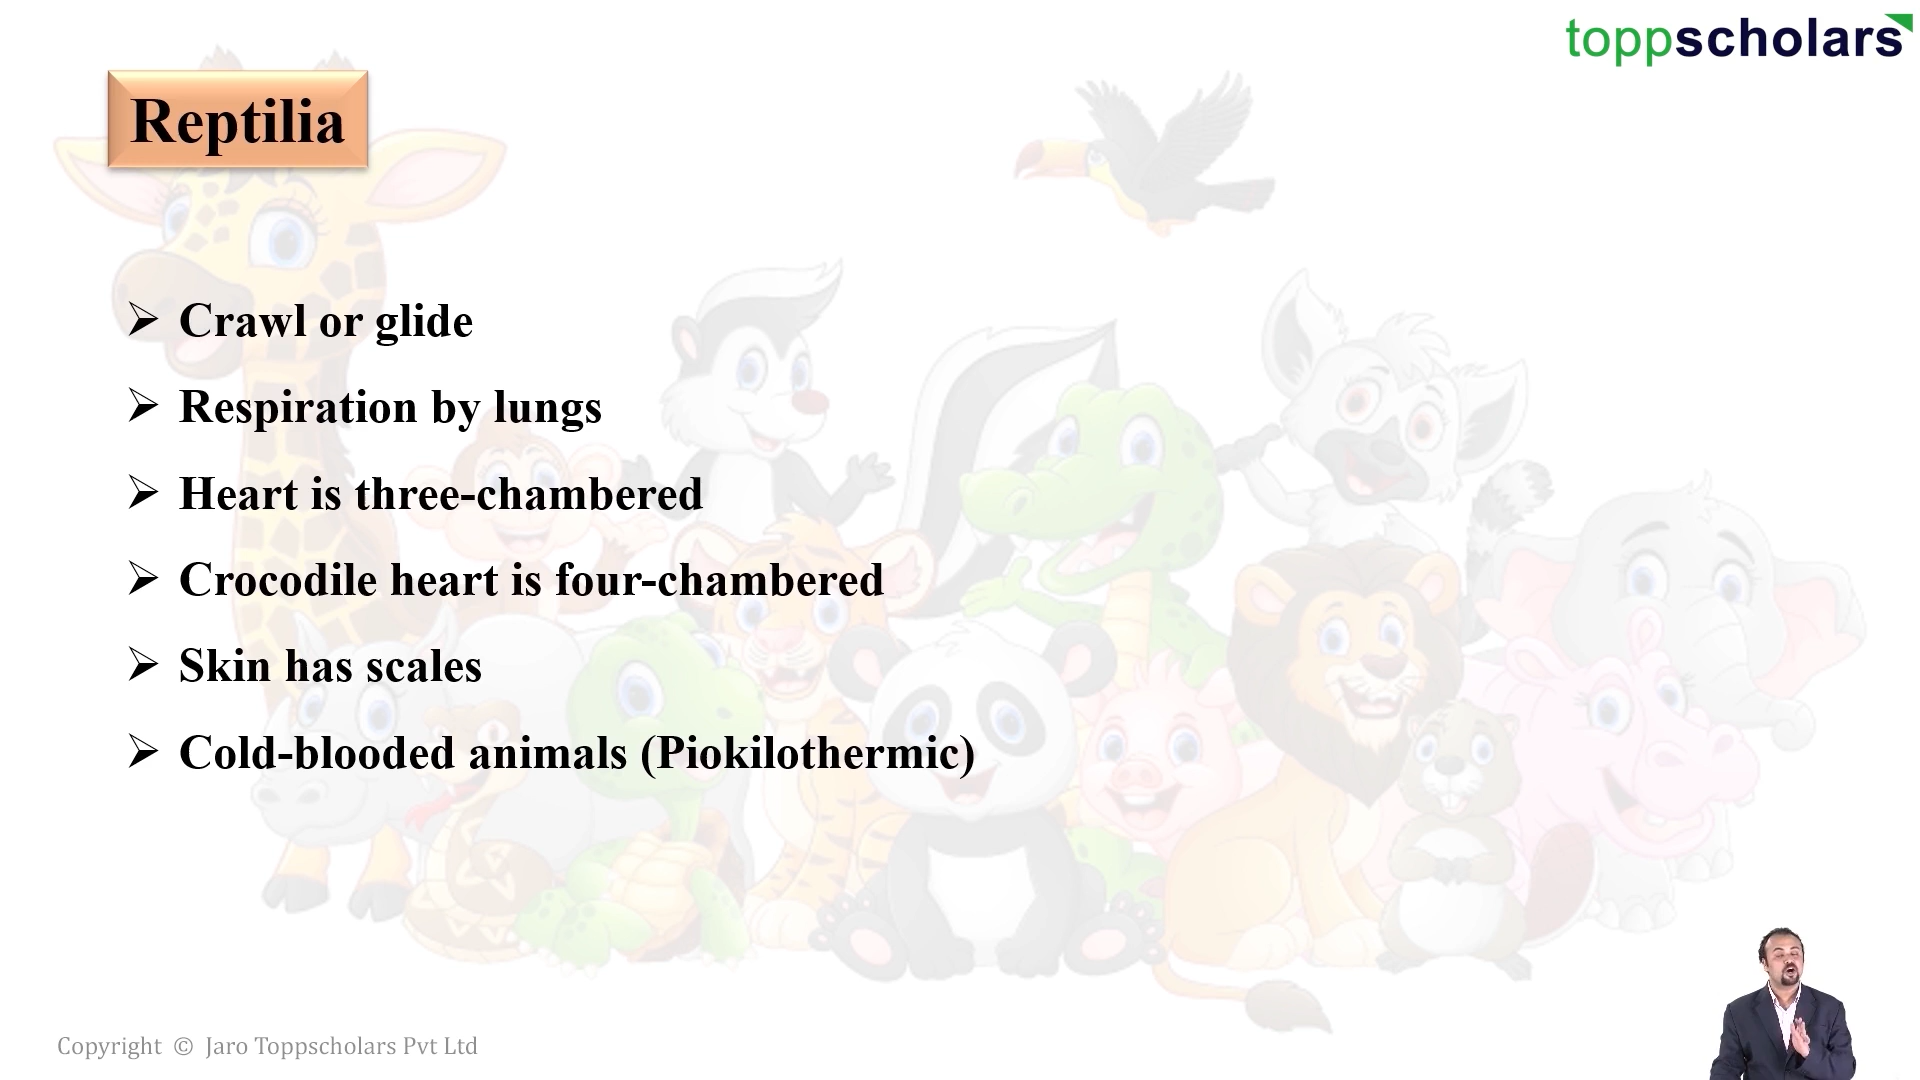 toppscholars
Reptilia
➢ Crawl or glide
➢ Respiration by lungs
➢ Heart is three-chambered
➢ Crocodile heart is four-chambered
➢ Skin has scales
➢ Cold-blooded animals (Piokilothermic)
Copyright © Jaro Toppscholars Pvt Ltd